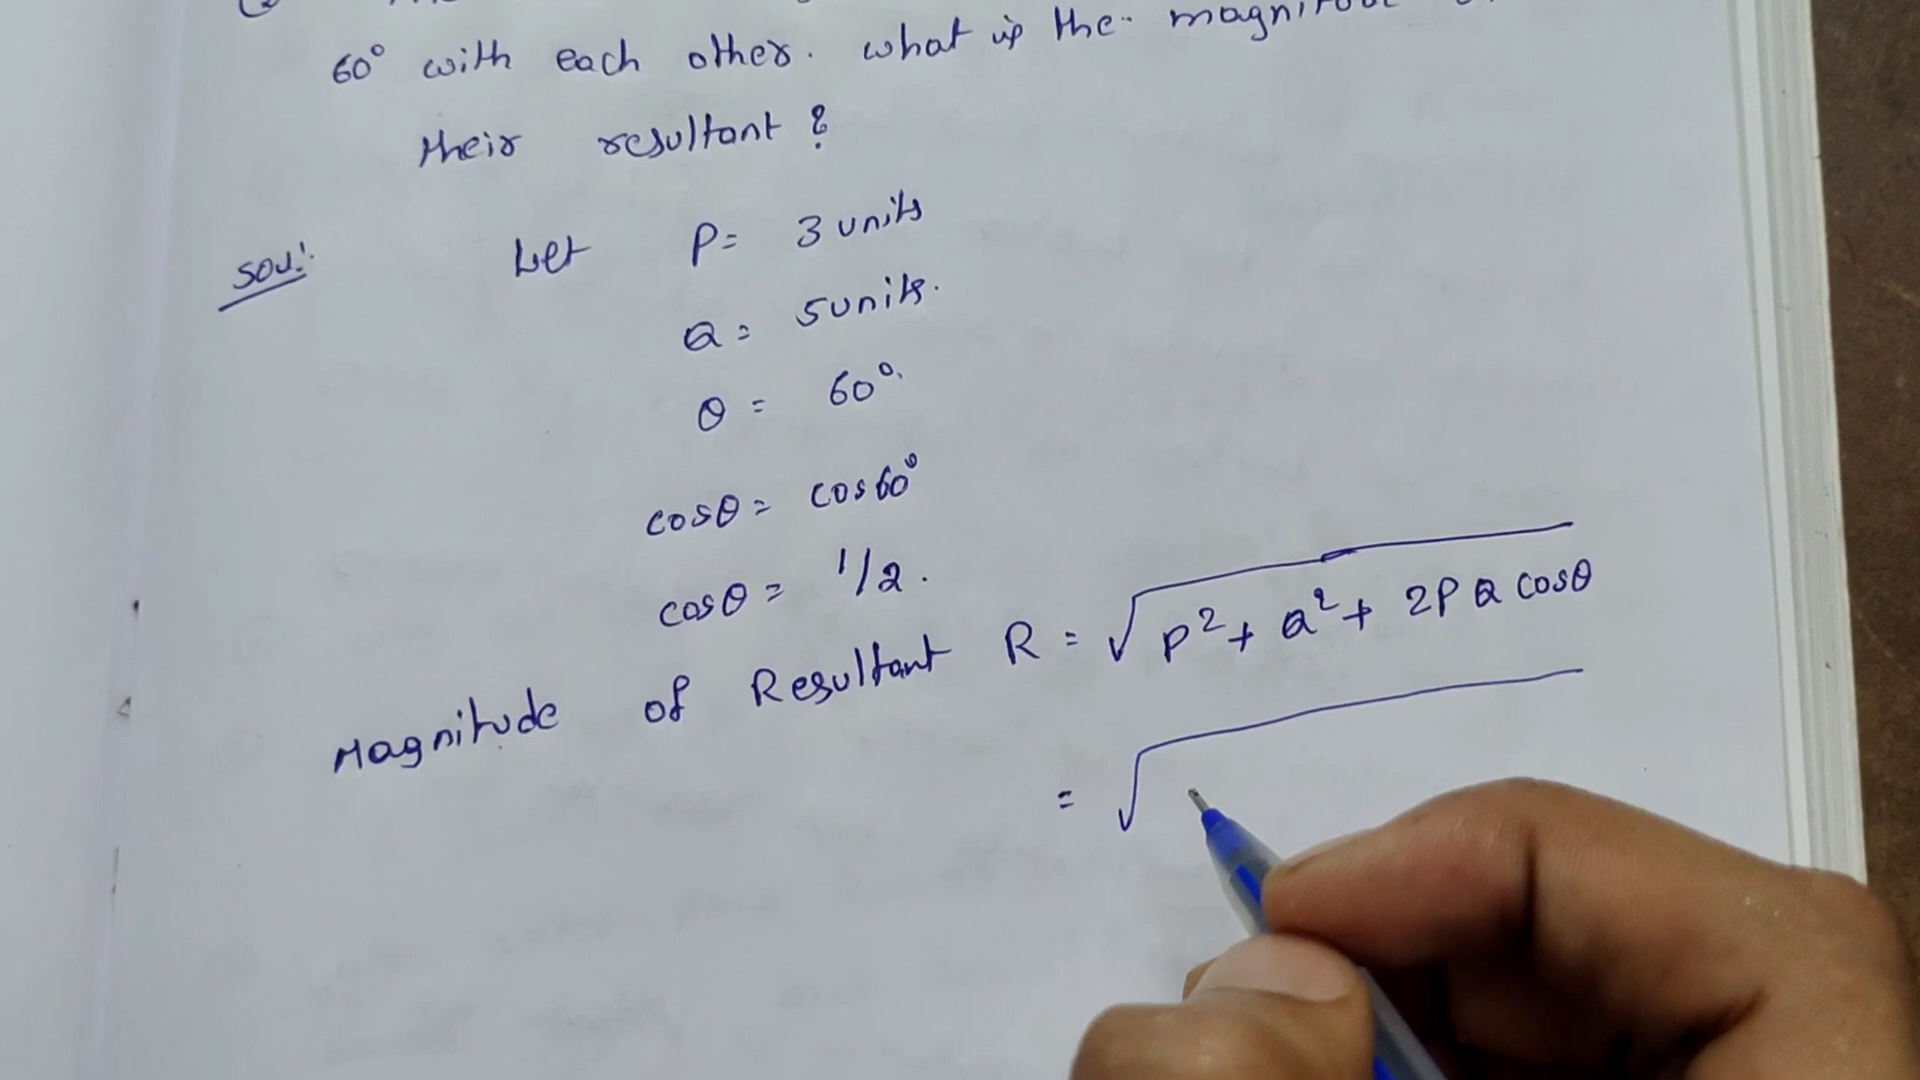 60° with each other. what is the magnitude
their resultant?
Sol:
Let P = 3 units
Q = 5 units.
θ = 60°.
cosθ = cos60°
cosθ = 1/2.
Magnitude of Resultant R = √P² + Q² + 2PQ cosθ
= √